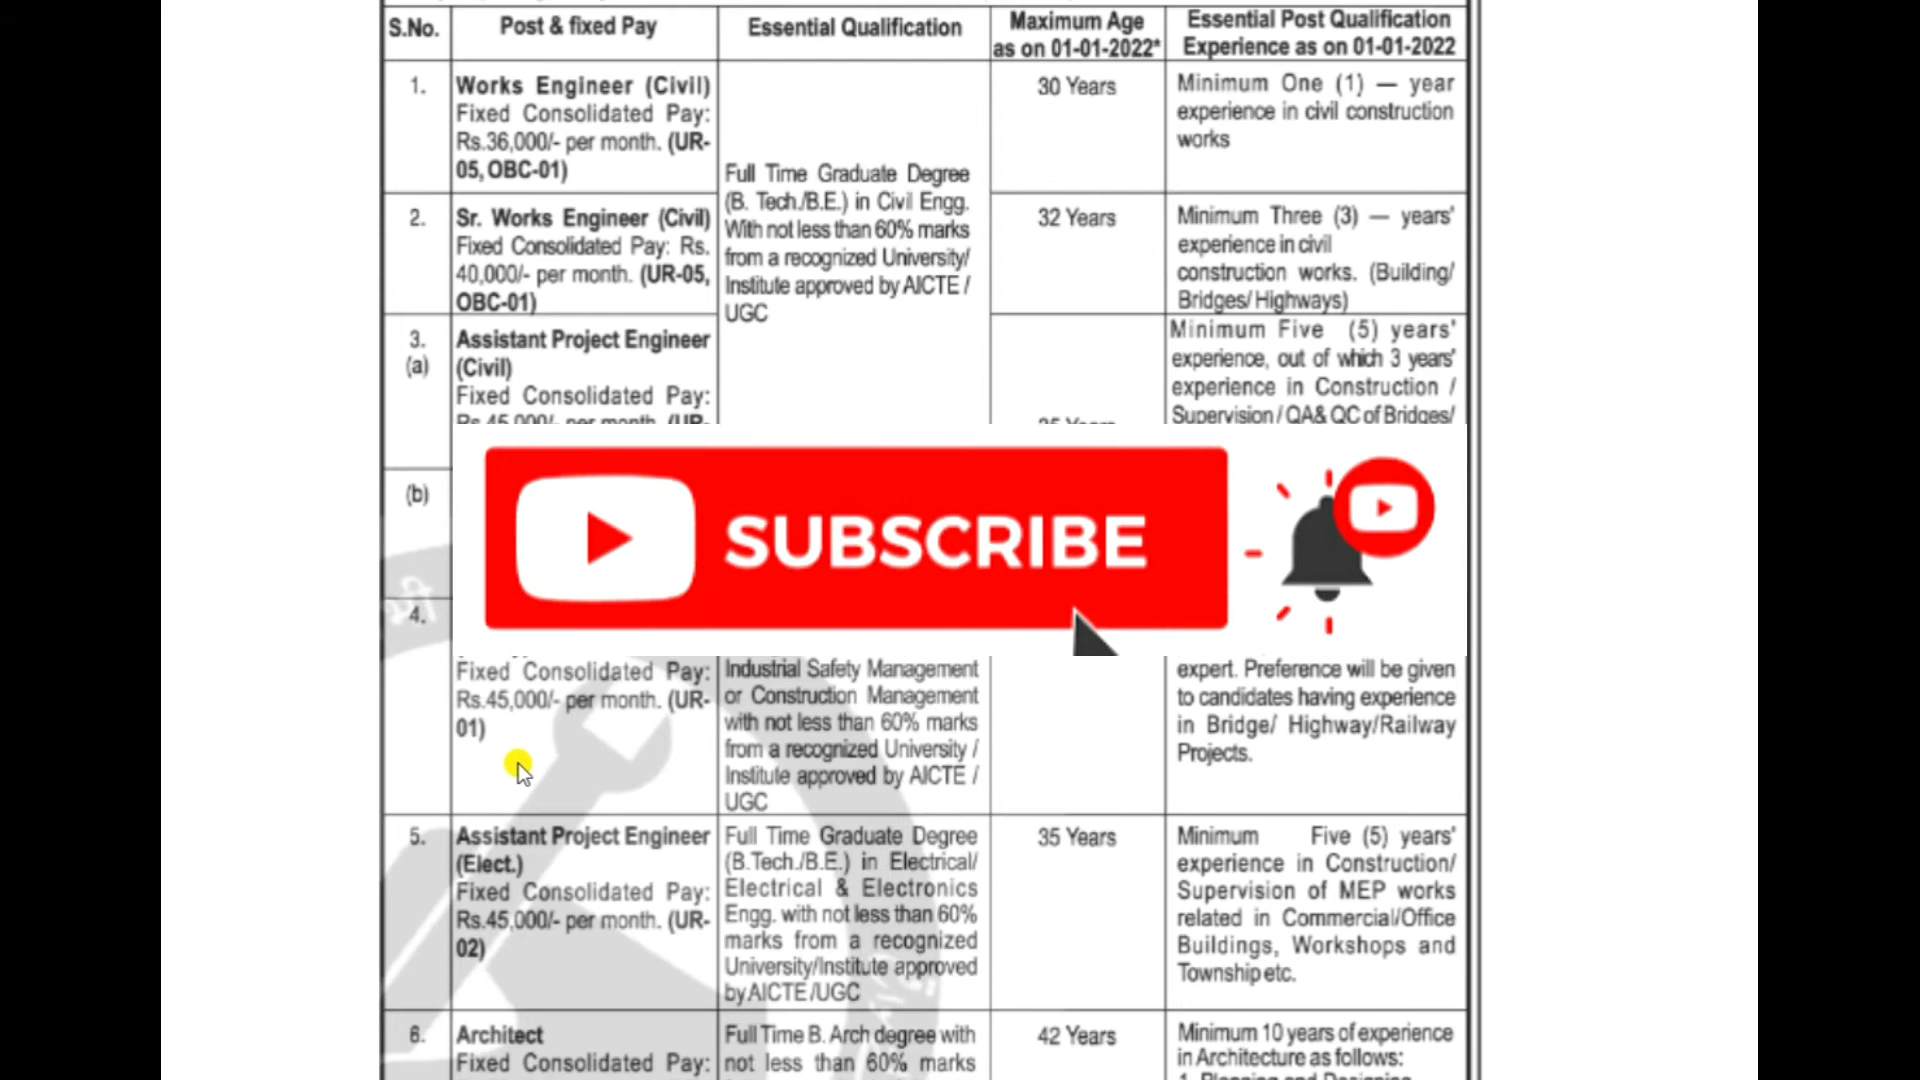 S.No.
Post & fixed Pay
Essential Qualification
Maximum Age
as on 01-01-2022*
Essential Post Qualification
Experience as on 01-01-2022
1.
Works Engineer (Civil)
Fixed Consolidated Pay:
Rs.36,000/- per month. (UR-
05, OBC-01)
Full Time Graduate Degree
(B. Tech./B.E.) in Civil Engg.
With not less than 60% marks
from a recognized University/
Institute approved by AICTE /
UGC
30 Years
Minimum One (1) — year
experience in civil construction
works
2.
Sr. Works Engineer (Civil)
Fixed Consolidated Pay: Rs.
40,000/- per month. (UR-05,
OBC-01)
32 Years
Minimum Three (3) — years'
experience in civil
construction works. (Building/
Bridges/ Highways)
3.
(a)
Assistant Project Engineer
(Civil)
Fixed Consolidated Pay:
Rs.45,000/- per month. (UR-
35 Years
Minimum Five (5) years'
experience, out of which 3 years'
experience in Construction /
Supervision / QA& QC of Bridges/
(b)
SUBSCRIBE
4.
Fixed Consolidated Pay:
Rs.45,000/- per month. (UR-
01)
Industrial Safety Management
or Construction Management
with not less than 60% marks
from a recognized University /
Institute approved by AICTE /
UGC
expert. Preference will be given
to candidates having experience
in Bridge/ Highway/Railway
Projects.
5.
Assistant Project Engineer
(Elect.)
Fixed Consolidated Pay:
Rs.45,000/- per month. (UR-
02)
Full Time Graduate Degree
(B.Tech./B.E.) in Electrical/
Electrical & Electronics
Engg. with not less than 60%
marks from a recognized
University/Institute approved
by AICTE /UGC
35 Years
Minimum Five (5) years'
experience in Construction/
Supervision of MEP works
related in Commercial/Office
Buildings, Workshops and
Township etc.
6.
Architect
Fixed Consolidated Pay:
Full Time B. Arch degree with
not less than 60% marks
42 Years
Minimum 10 years of experience
in Architecture as follows:
1. Planning and Designing